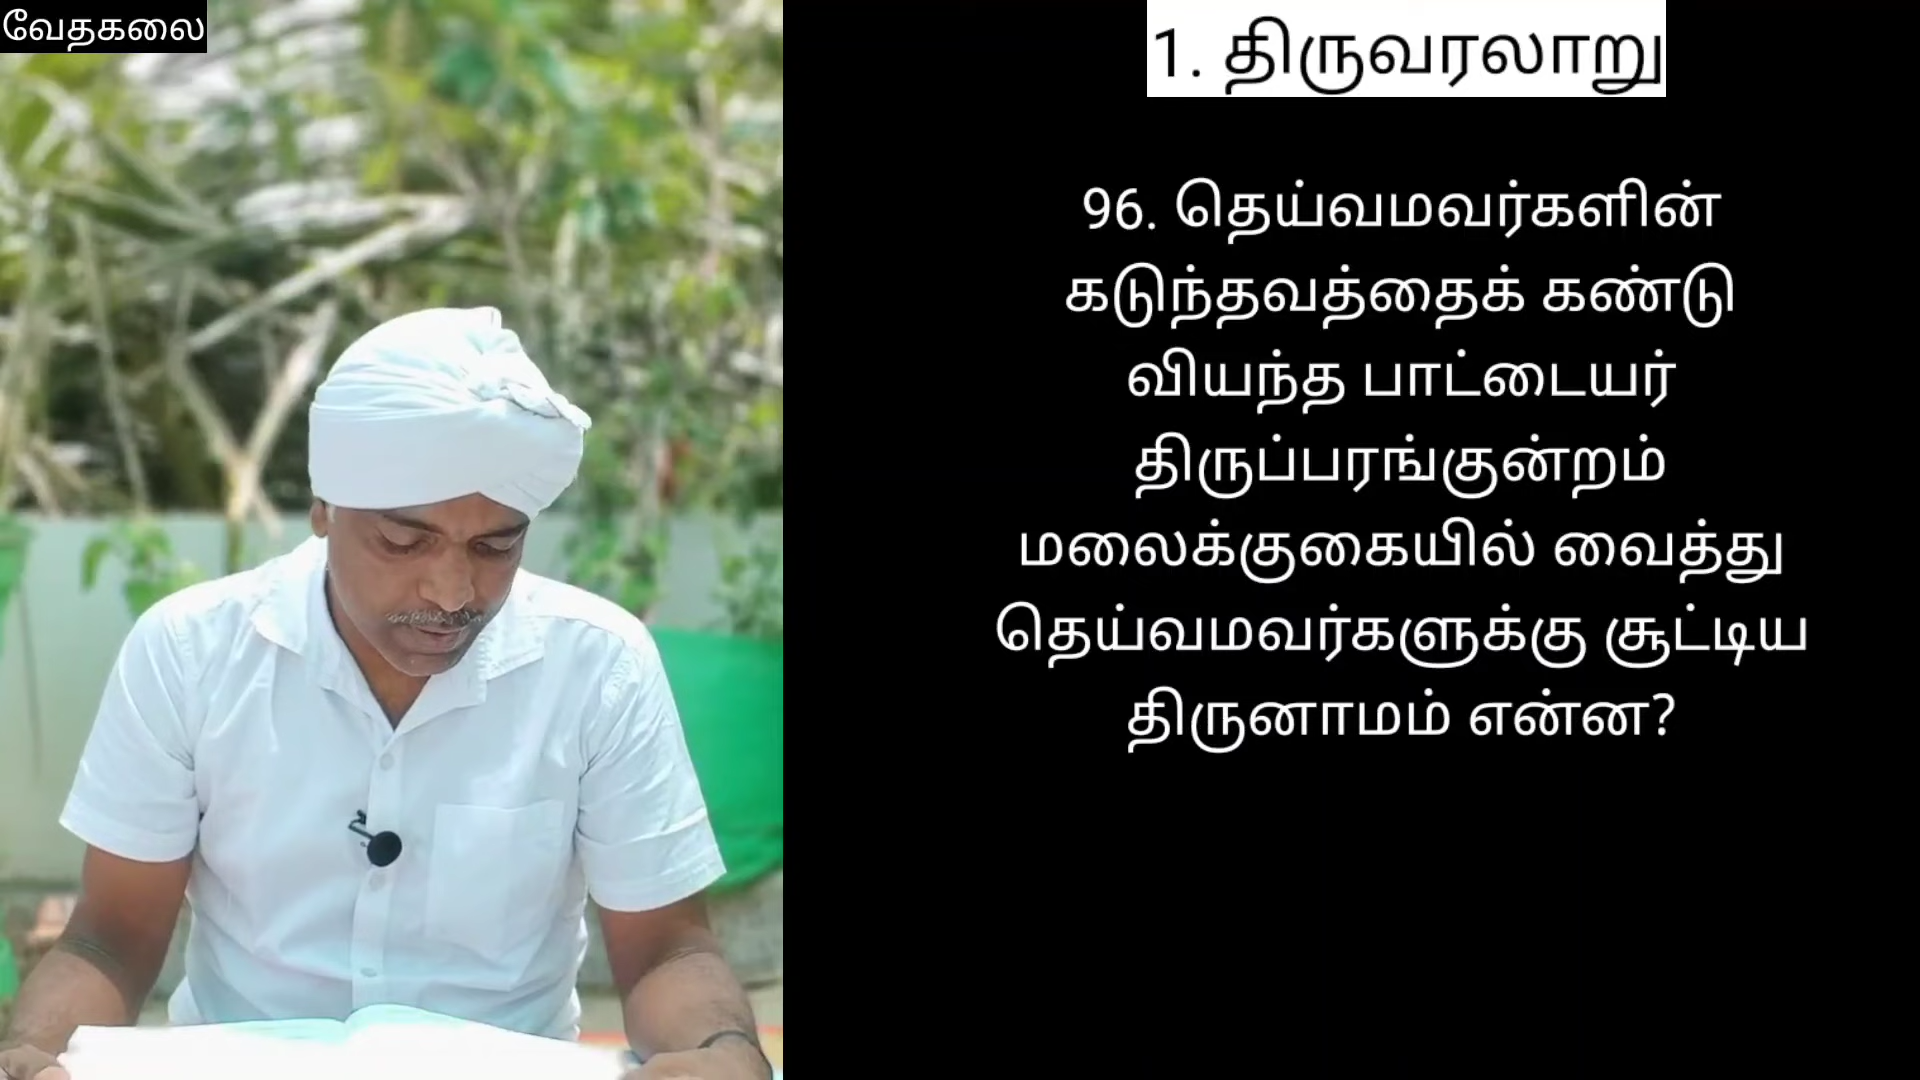 வேதகலை
1. திருவரலாறு
96. தெய்வமவர்களின்
கடுந்தவத்தைக் கண்டு
வியந்த பாட்டையர்
திருப்பரங்குன்றம்
மலைக்குகையில் வைத்து
தெய்வமவர்களுக்கு சூட்டிய
திருனாமம் என்ன?